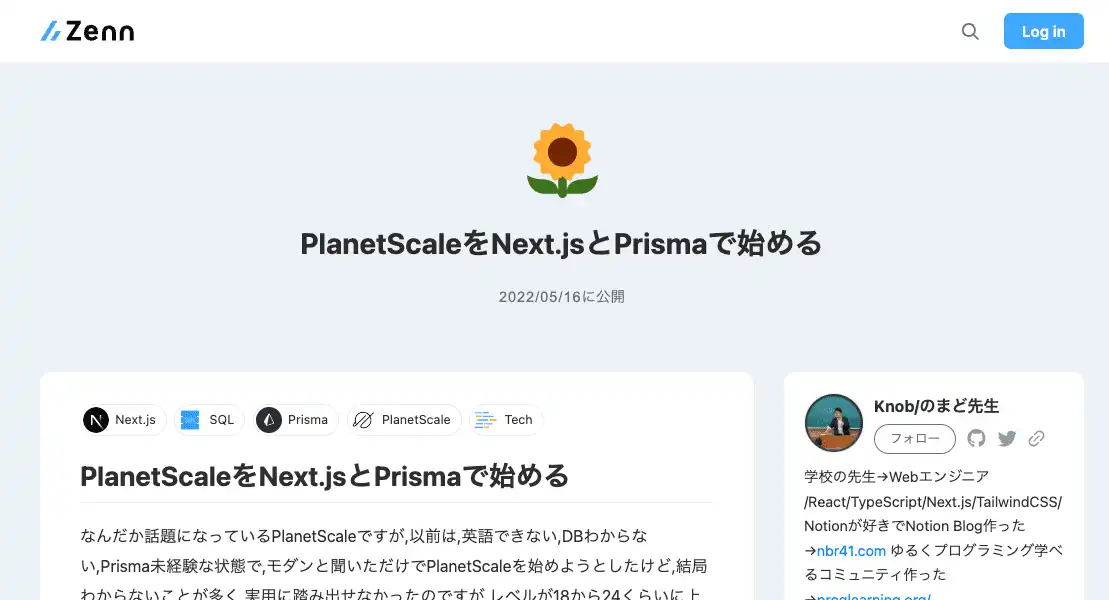 Zenn
Log in
PlanetScaleをNext.jsとPrismaで始める
2022/05/16に公開
Next.js
SQL
Prisma
PlanetScale
Tech
PlanetScaleをNext.jsとPrismaで始める
なんだか話題になっているPlanetScaleですが,以前は,英語できない,DBわからな
い,Prisma未経験な状態で,モダンと聞いただけでPlanetScaleを始めようとしたけど,結局
わからないことが多く,実用に踏み出せなかったのですが,レベルが18から24くらいに上
Knob/のまど先生
フォロー
学校の先生→Webエンジニア
/React/TypeScript/Next.js/TailwindCSS/
Notionが好きでNotion Blog作った
→nbr41.com ゆるくプログラミング学べ
るコミュニティ作った
→proglearning.org/